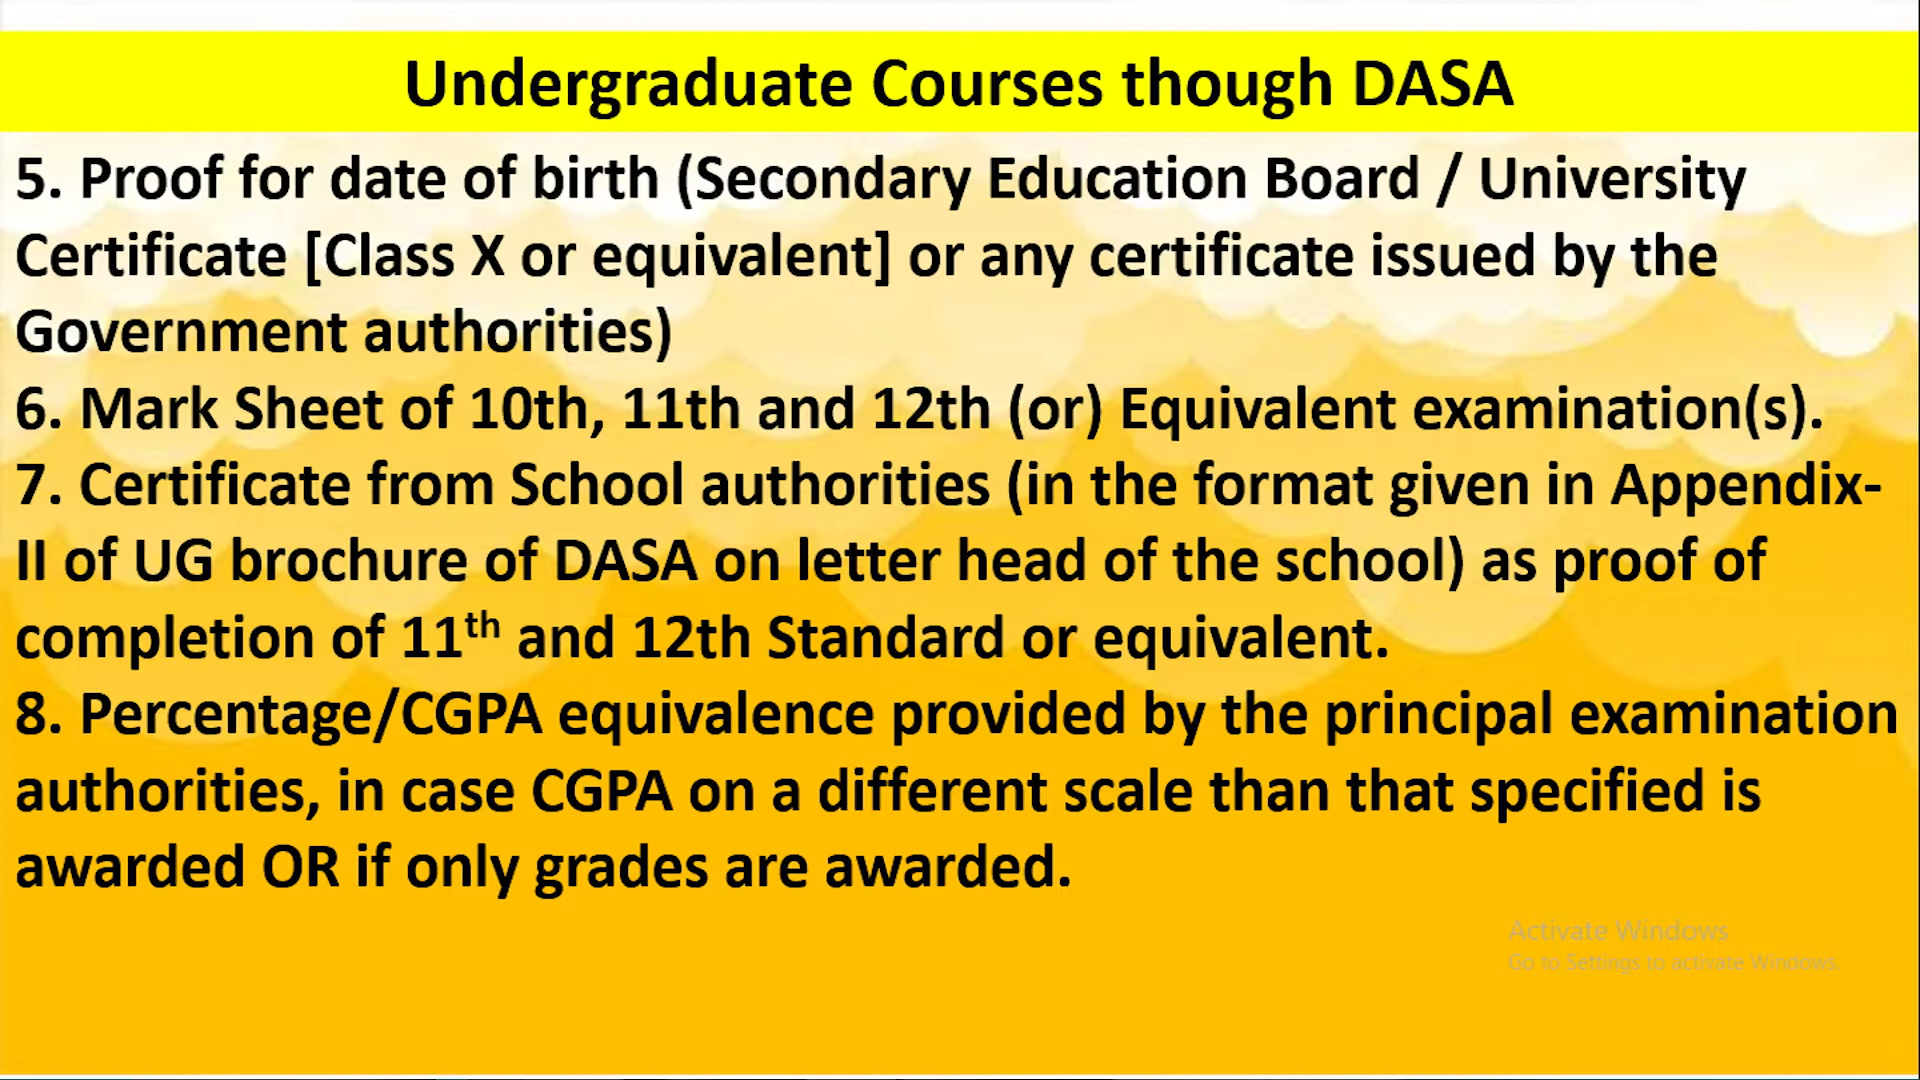 Undergraduate Courses though DASA
5. Proof for date of birth (Secondary Education Board / University
Certificate [Class X or equivalent] or any certificate issued by the
Government authorities)
6. Mark Sheet of 10th, 11th and 12th (or) Equivalent examination(s).
7. Certificate from School authorities (in the format given in Appendix-
II of UG brochure of DASA on letter head of the school) as proof of
completion of 11th and 12th Standard or equivalent.
8. Percentage/CGPA equivalence provided by the principal examination
authorities, in case CGPA on a different scale than that specified is
awarded OR if only grades are awarded.
Activate Windows
Go to Settings to activate Windows.